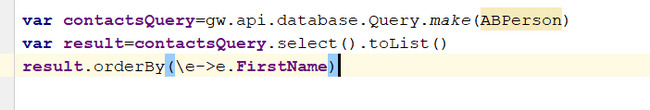 var contactsQuery=gw.api.database.Query.make(ABPerson)
var result=contactsQuery.select().toList()
result.orderBy(\e->e.FirstName)